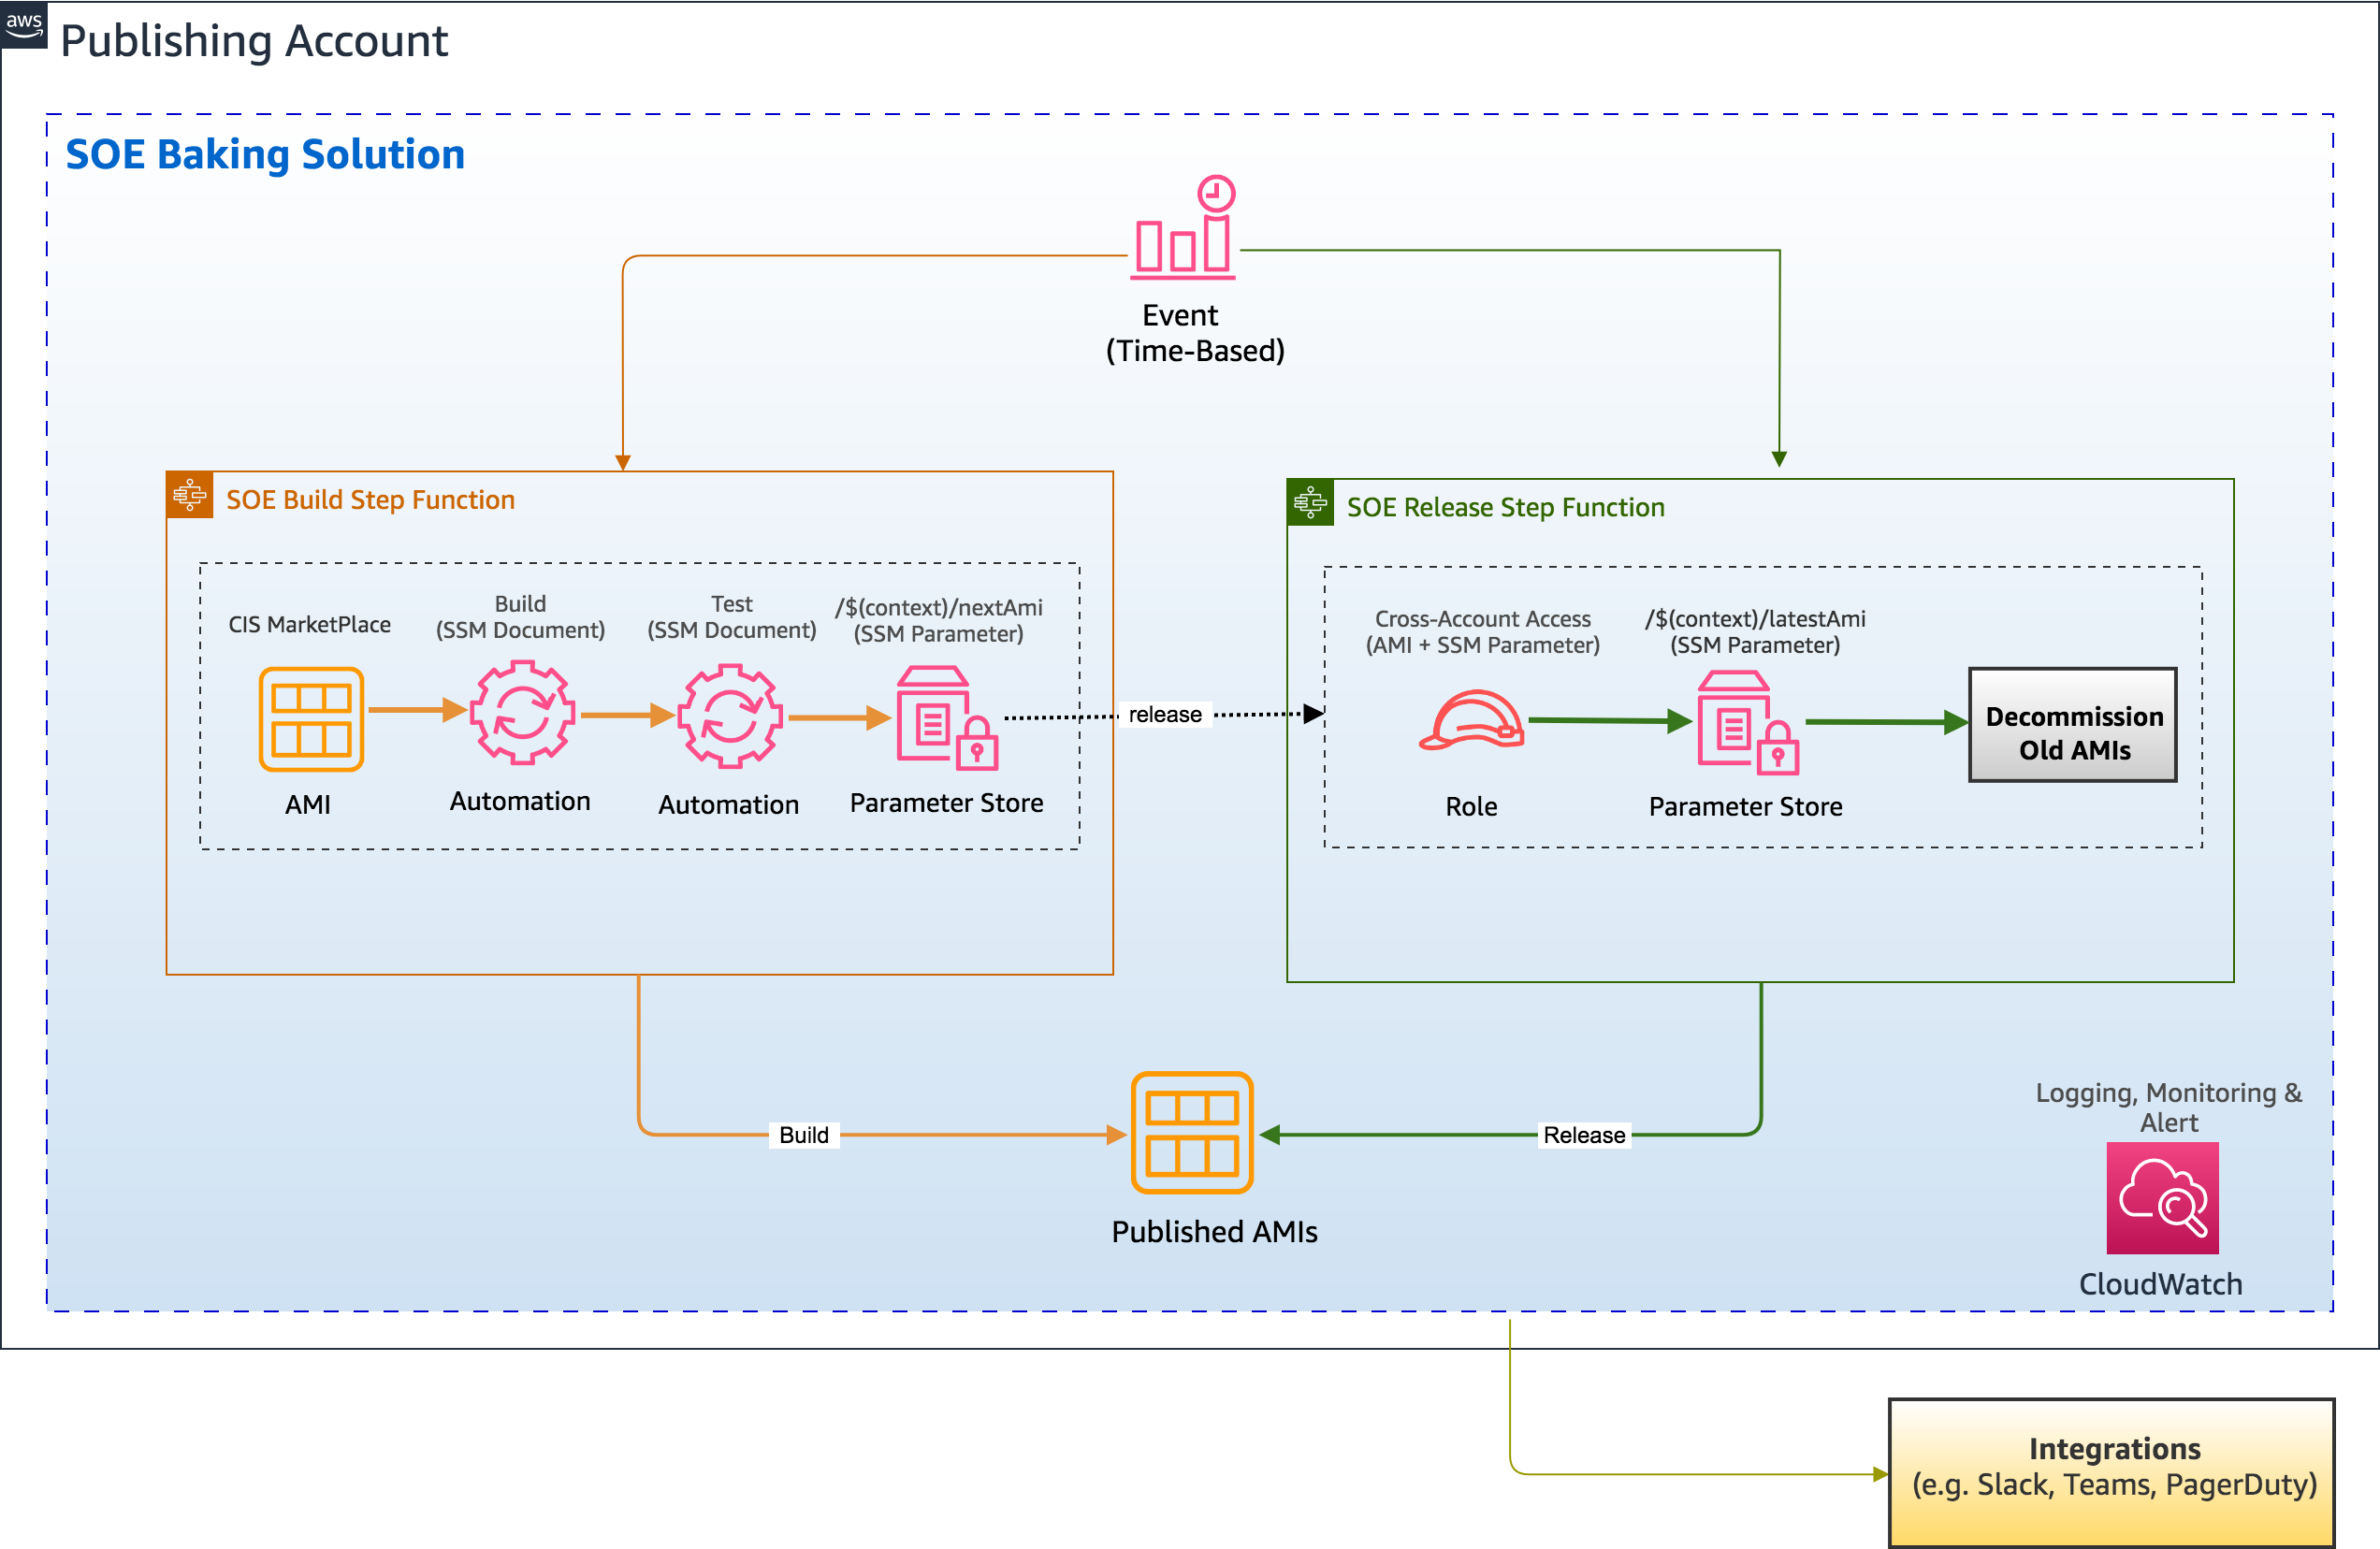 aws
Publishing Account
SOE Baking Solution
Event
(Time-Based)
SOE Build Step Function
CIS MarketPlace
Build
(SSM Document)
Test
(SSM Document)
/$(context)/nextAmi
(SSM Parameter)
AMI
Automation
Automation
Parameter Store
release
SOE Release Step Function
Cross-Account Access
(AMI + SSM Parameter)
/$(context)/latestAmi
(SSM Parameter)
Role
Parameter Store
Decommission
Old AMIs
Build
Release
Published AMIs
Logging, Monitoring &
Alert
CloudWatch
Integrations
(e.g. Slack, Teams, PagerDuty)